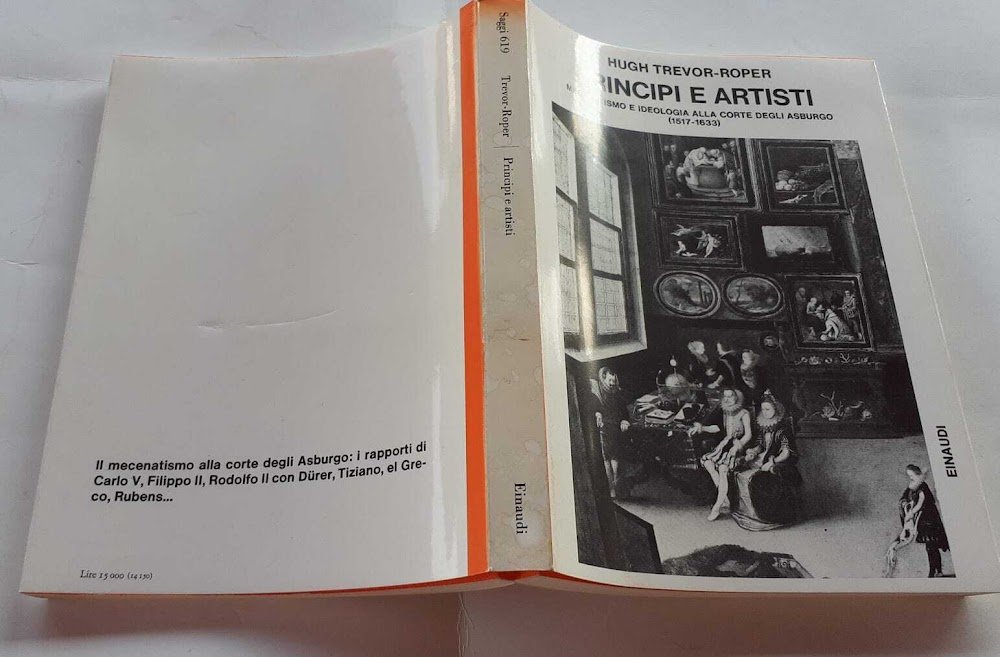 Il mecenatismo alla corte degli Asburgo: i rapporti di
Carlo V, Filippo II, Rodolfo II con Dürer, Tiziano, el Gre-
co, Rubens...
Lire 15 000 (14 150)
Saggi 619
Trevor-Roper
Principi e artisti
Einaudi
HUGH TREVOR-ROPER
PRINCIPI E ARTISTI
E IDEOLOGIA ALLA CORTE DEGLI ASBURGO
(1517-1633)
EINAUDI